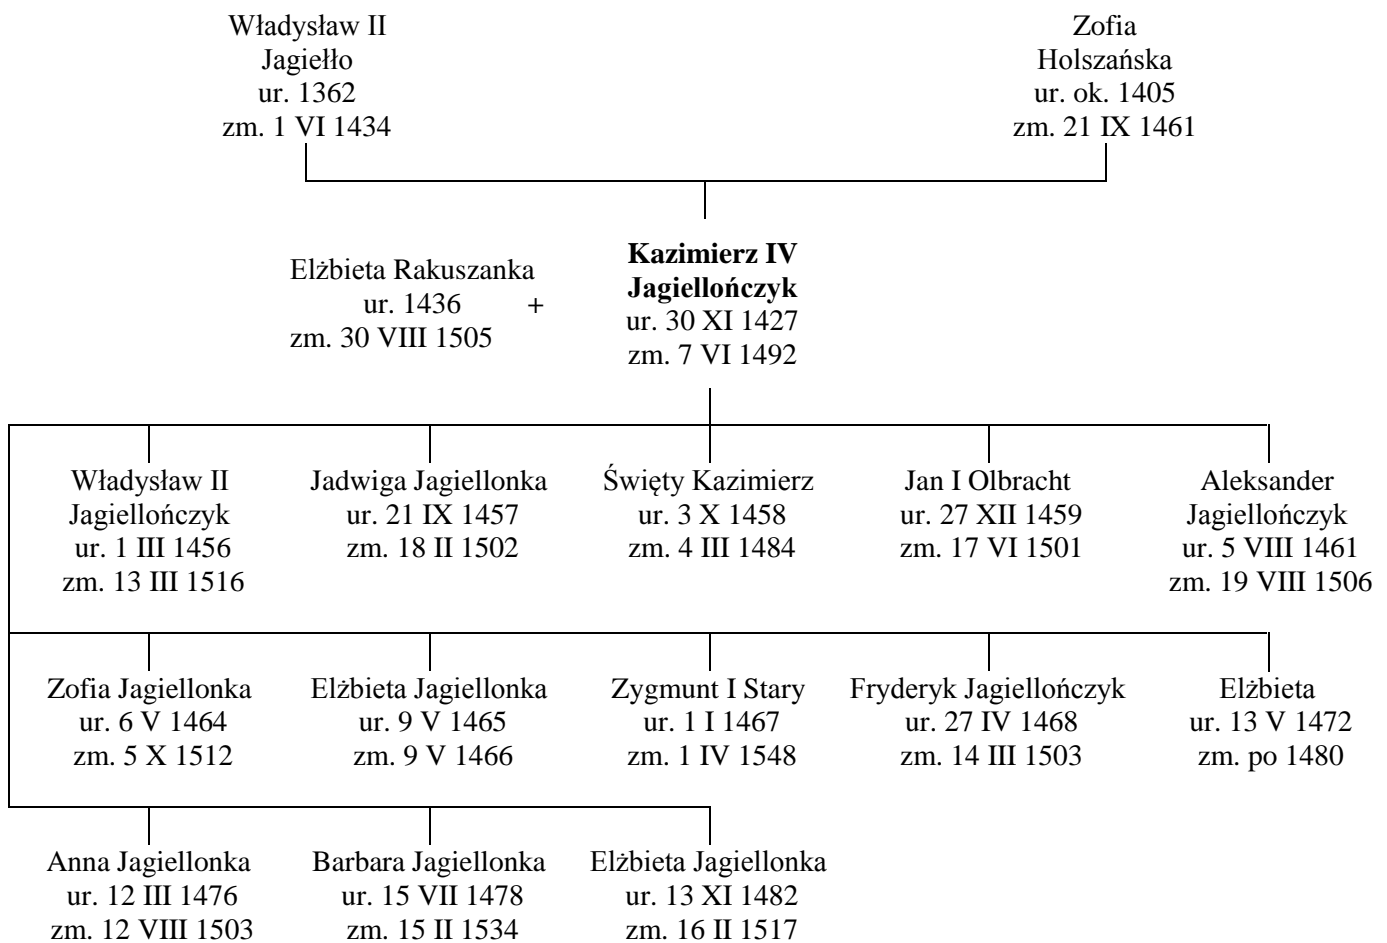 Władysław II
Jagiełło
ur. 1362
zm. 1 VI 1434
Zofia
Holszańska
ur. ok. 1405
zm. 21 IX 1461
Elżbieta Rakuszanka
ur. 1436 +
zm. 30 VIII 1505
Kazimierz IV
Jagiellończyk
ur. 30 XI 1427
zm. 7 VI 1492
Władysław II
Jagiellończyk
ur. 1 III 1456
zm. 13 III 1516
Jadwiga Jagiellonka
ur. 21 IX 1457
zm. 18 II 1502
Święty Kazimierz
ur. 3 X 1458
zm. 4 III 1484
Jan I Olbracht
ur. 27 XII 1459
zm. 17 VI 1501
Aleksander
Jagiellończyk
ur. 5 VIII 1461
zm. 19 VIII 1506
Zofia Jagiellonka
ur. 6 V 1464
zm. 5 X 1512
Elżbieta Jagiellonka
ur. 9 V 1465
zm. 9 V 1466
Zygmunt I Stary
ur. 1 I 1467
zm. 1 IV 1548
Fryderyk Jagiellończyk
ur. 27 IV 1468
zm. 14 III 1503
Elżbieta
ur. 13 V 1472
zm. po 1480
Anna Jagiellonka
ur. 12 III 1476
zm. 12 VIII 1503
Barbara Jagiellonka
ur. 15 VII 1478
zm. 15 II 1534
Elżbieta Jagiellonka
ur. 13 XI 1482
zm. 16 II 1517